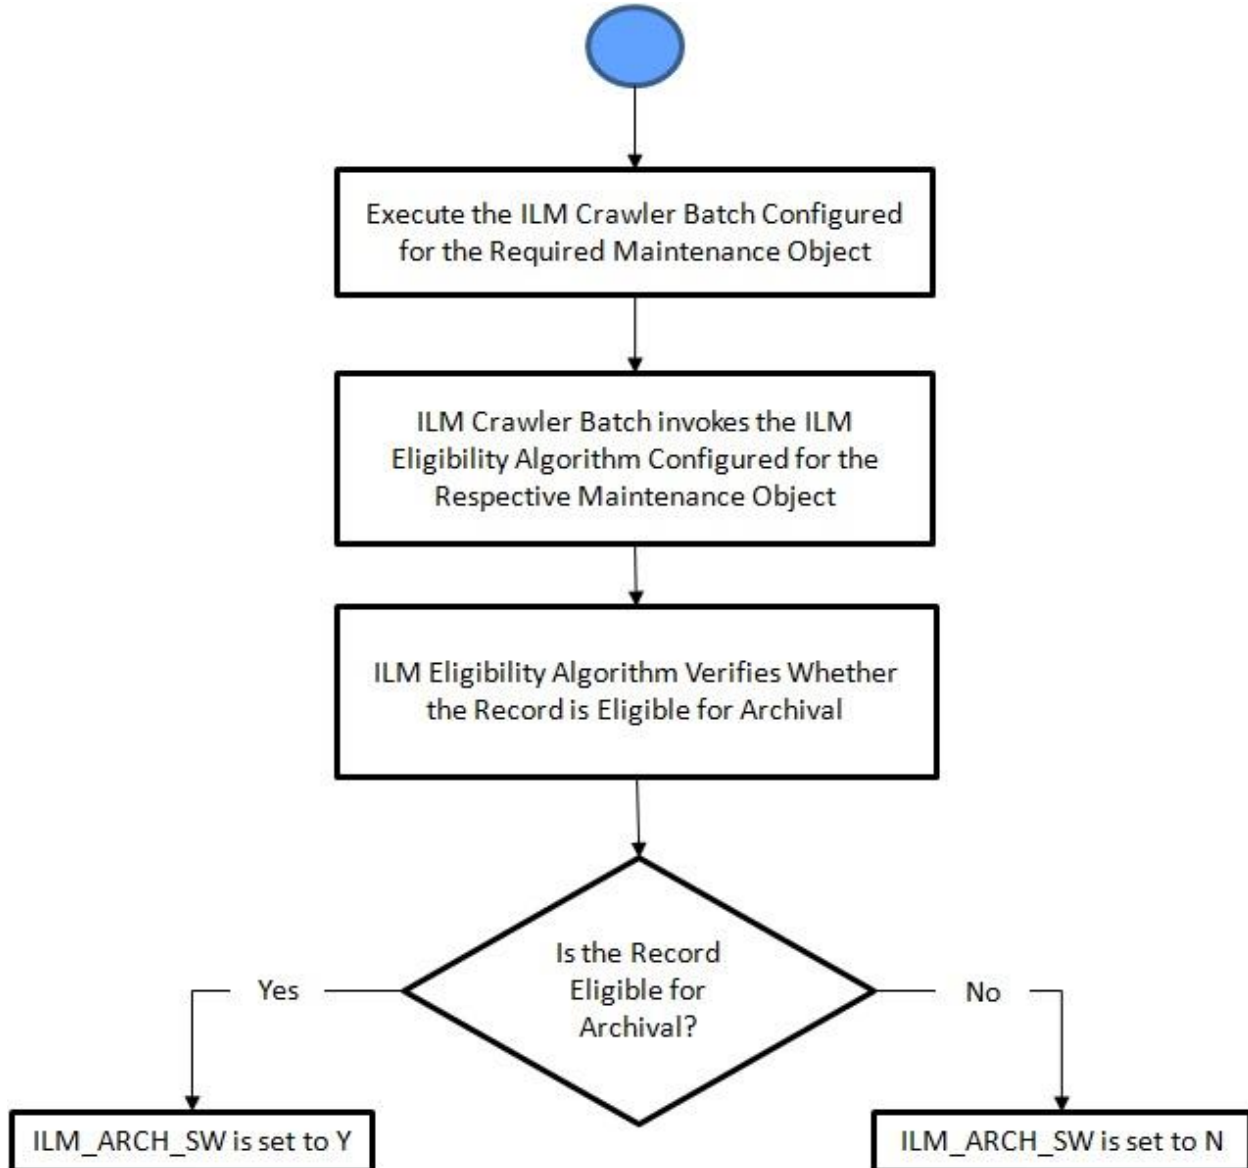 Execute the ILM Crawler Batch Configured
for the Required Maintenance Object
ILM Crawler Batch invokes the ILM
Eligibility Algorithm Configured for the
Respective Maintenance Object
ILM Eligibility Algorithm Verifies Whether
the Record is Eligible for Archival
Is the Record
Eligible for
Archival?
Yes
No
ILM_ARCH_SW is set to Y
ILM_ARCH_SW is set to N